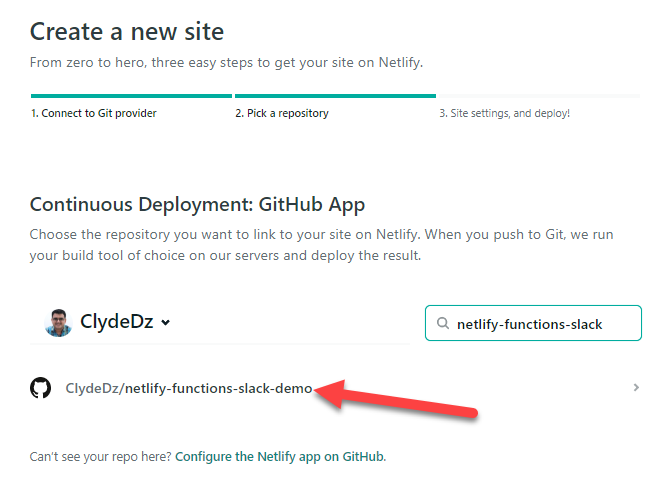 Create a new site
From zero to hero, three easy steps to get your site on Netlify.
1. Connect to Git provider
2. Pick a repository
3. Site settings, and deploy!
Continuous Deployment: GitHub App
Choose the repository you want to link to your site on Netlify. When you push to Git, we run
your build tool of choice on our servers and deploy the result.
ClydeDz
netlify-functions-slack
ClydeDz/netlify-functions-slack-demo
Can't see your repo here? Configure the Netlify app on GitHub.